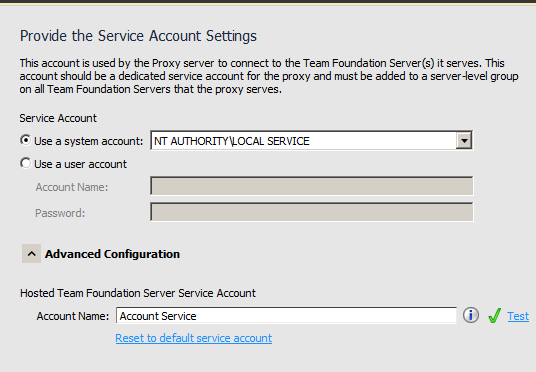 Provide the Service Account Settings
This account is used by the Proxy server to connect to the Team Foundation Server(s) it serves. This
account should be a dedicated service account for the proxy and must be added to a server-level group
on all Team Foundation Servers that the proxy serves.
Service Account
Use a system account: NT AUTHORITY\LOCAL SERVICE
Use a user account
Account Name:
Password:
Advanced Configuration
Hosted Team Foundation Server Service Account
Account Name: Account Service Test
Reset to default service account